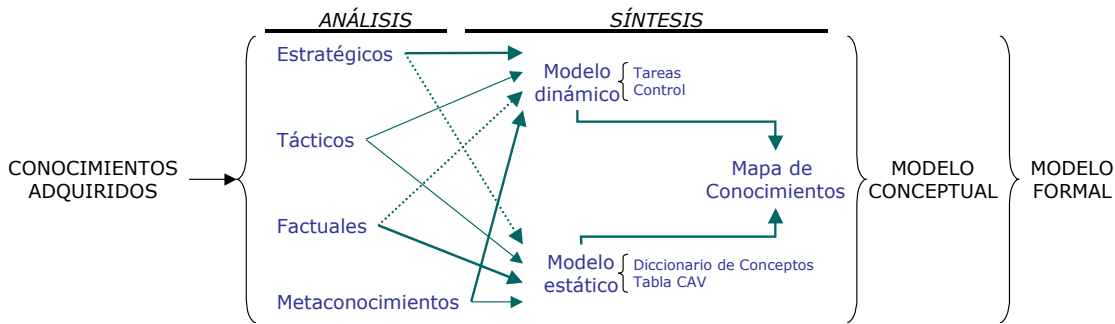 ANÁLISIS
SÍNTESIS
Estratégicos
Tácticos
Factuales
Metaconocimientos
CONOCIMIENTOS
ADQUIRIDOS
Modelo
dinámico
Tareas
Control
Mapa de
Conocimientos
Modelo
estático
Diccionario de Conceptos
Tabla CAV
MODELO
CONCEPTUAL
MODELO
FORMAL